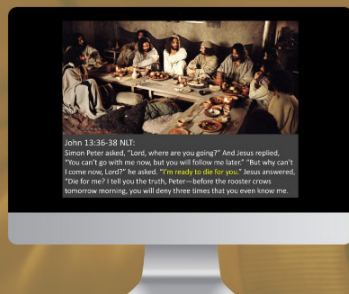 John 13:36-38 NLT:
Simon Peter asked, "Lord, where are you going?" And Jesus replied,
"You can't go with me now, but you will follow me later." "But why can't
I come now, Lord?" he asked. "I'm ready to die for you." Jesus answered,
"Die for me? I tell you the truth, Peter—before the rooster crows
tomorrow morning, you will deny three times that you even know me.